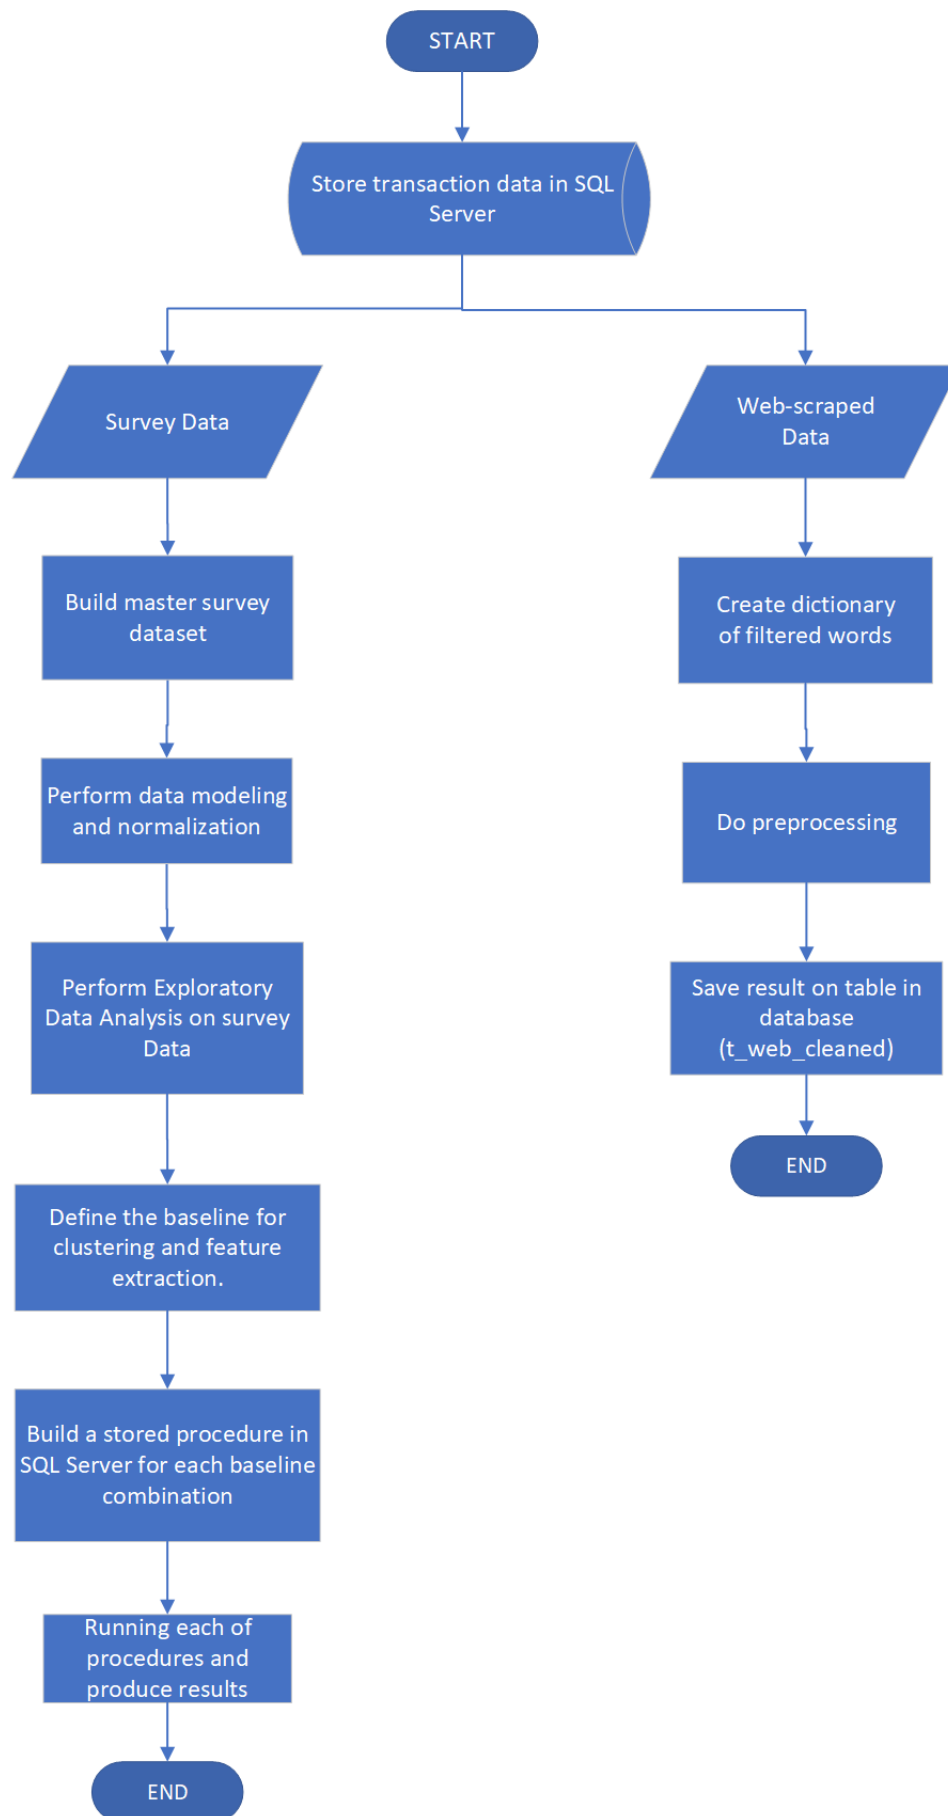 START
Store transaction data in SQL
Server
Survey Data
Web-scraped
Data
Build master survey
dataset
Create dictionary
of filtered words
Perform data modeling
and normalization
Do preprocessing
Perform Exploratory
Data Analysis on survey
Data
Save result on table in
database
(t_web_cleaned)
END
Define the baseline for
clustering and feature
extraction.
Build a stored procedure in
SQL Server for each baseline
combination
Running each of
procedures and
produce results
END